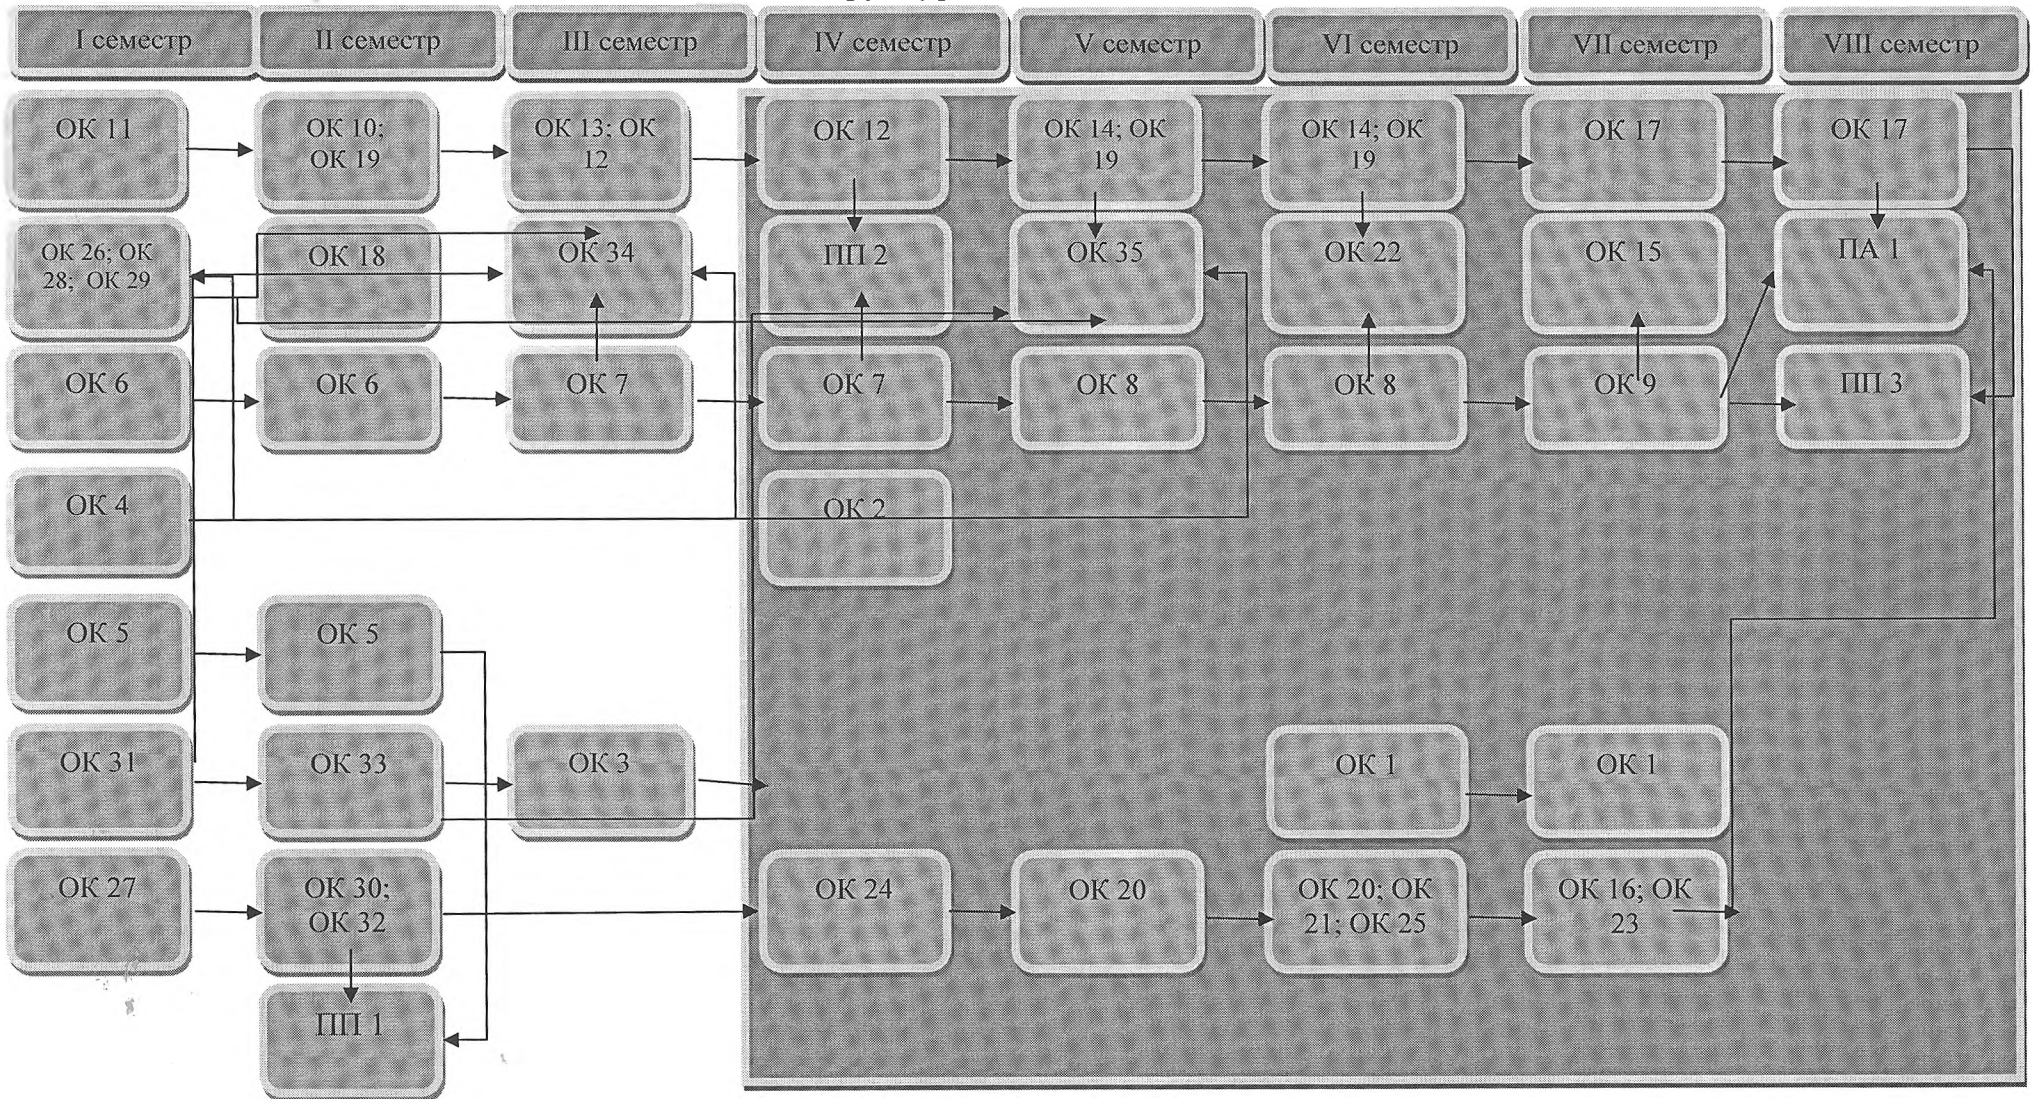 I семестр
II семестр
III семестр
IV семестр
V семестр
VI семестр
VII семестр
VIII семестр
ОК 11
ОК 10;
ОК 19
ОК 13; ОК
12
ОК 12
ОК 14; ОК
19
ОК 14; ОК
19
ОК 17
ОК 17
ОК 26; ОК
28; ОК 29
ОК 18
ОК 34
ПП 2
ОК 35
ОК 22
ОК 15
ПА 1
ОК 6
ОК 6
ОК 7
ОК 7
ОК 8
ОК 8
ОК 9
ПП 3
ОК 4
ОК 2
ОК 5
ОК 5
ОК 31
ОК 33
ОК 3
ОК 1
ОК 1
ОК 27
ОК 30;
ОК 32
ОК 24
ОК 20
ОК 20; ОК
21; ОК 25
ОК 16; ОК
23
ПП 1